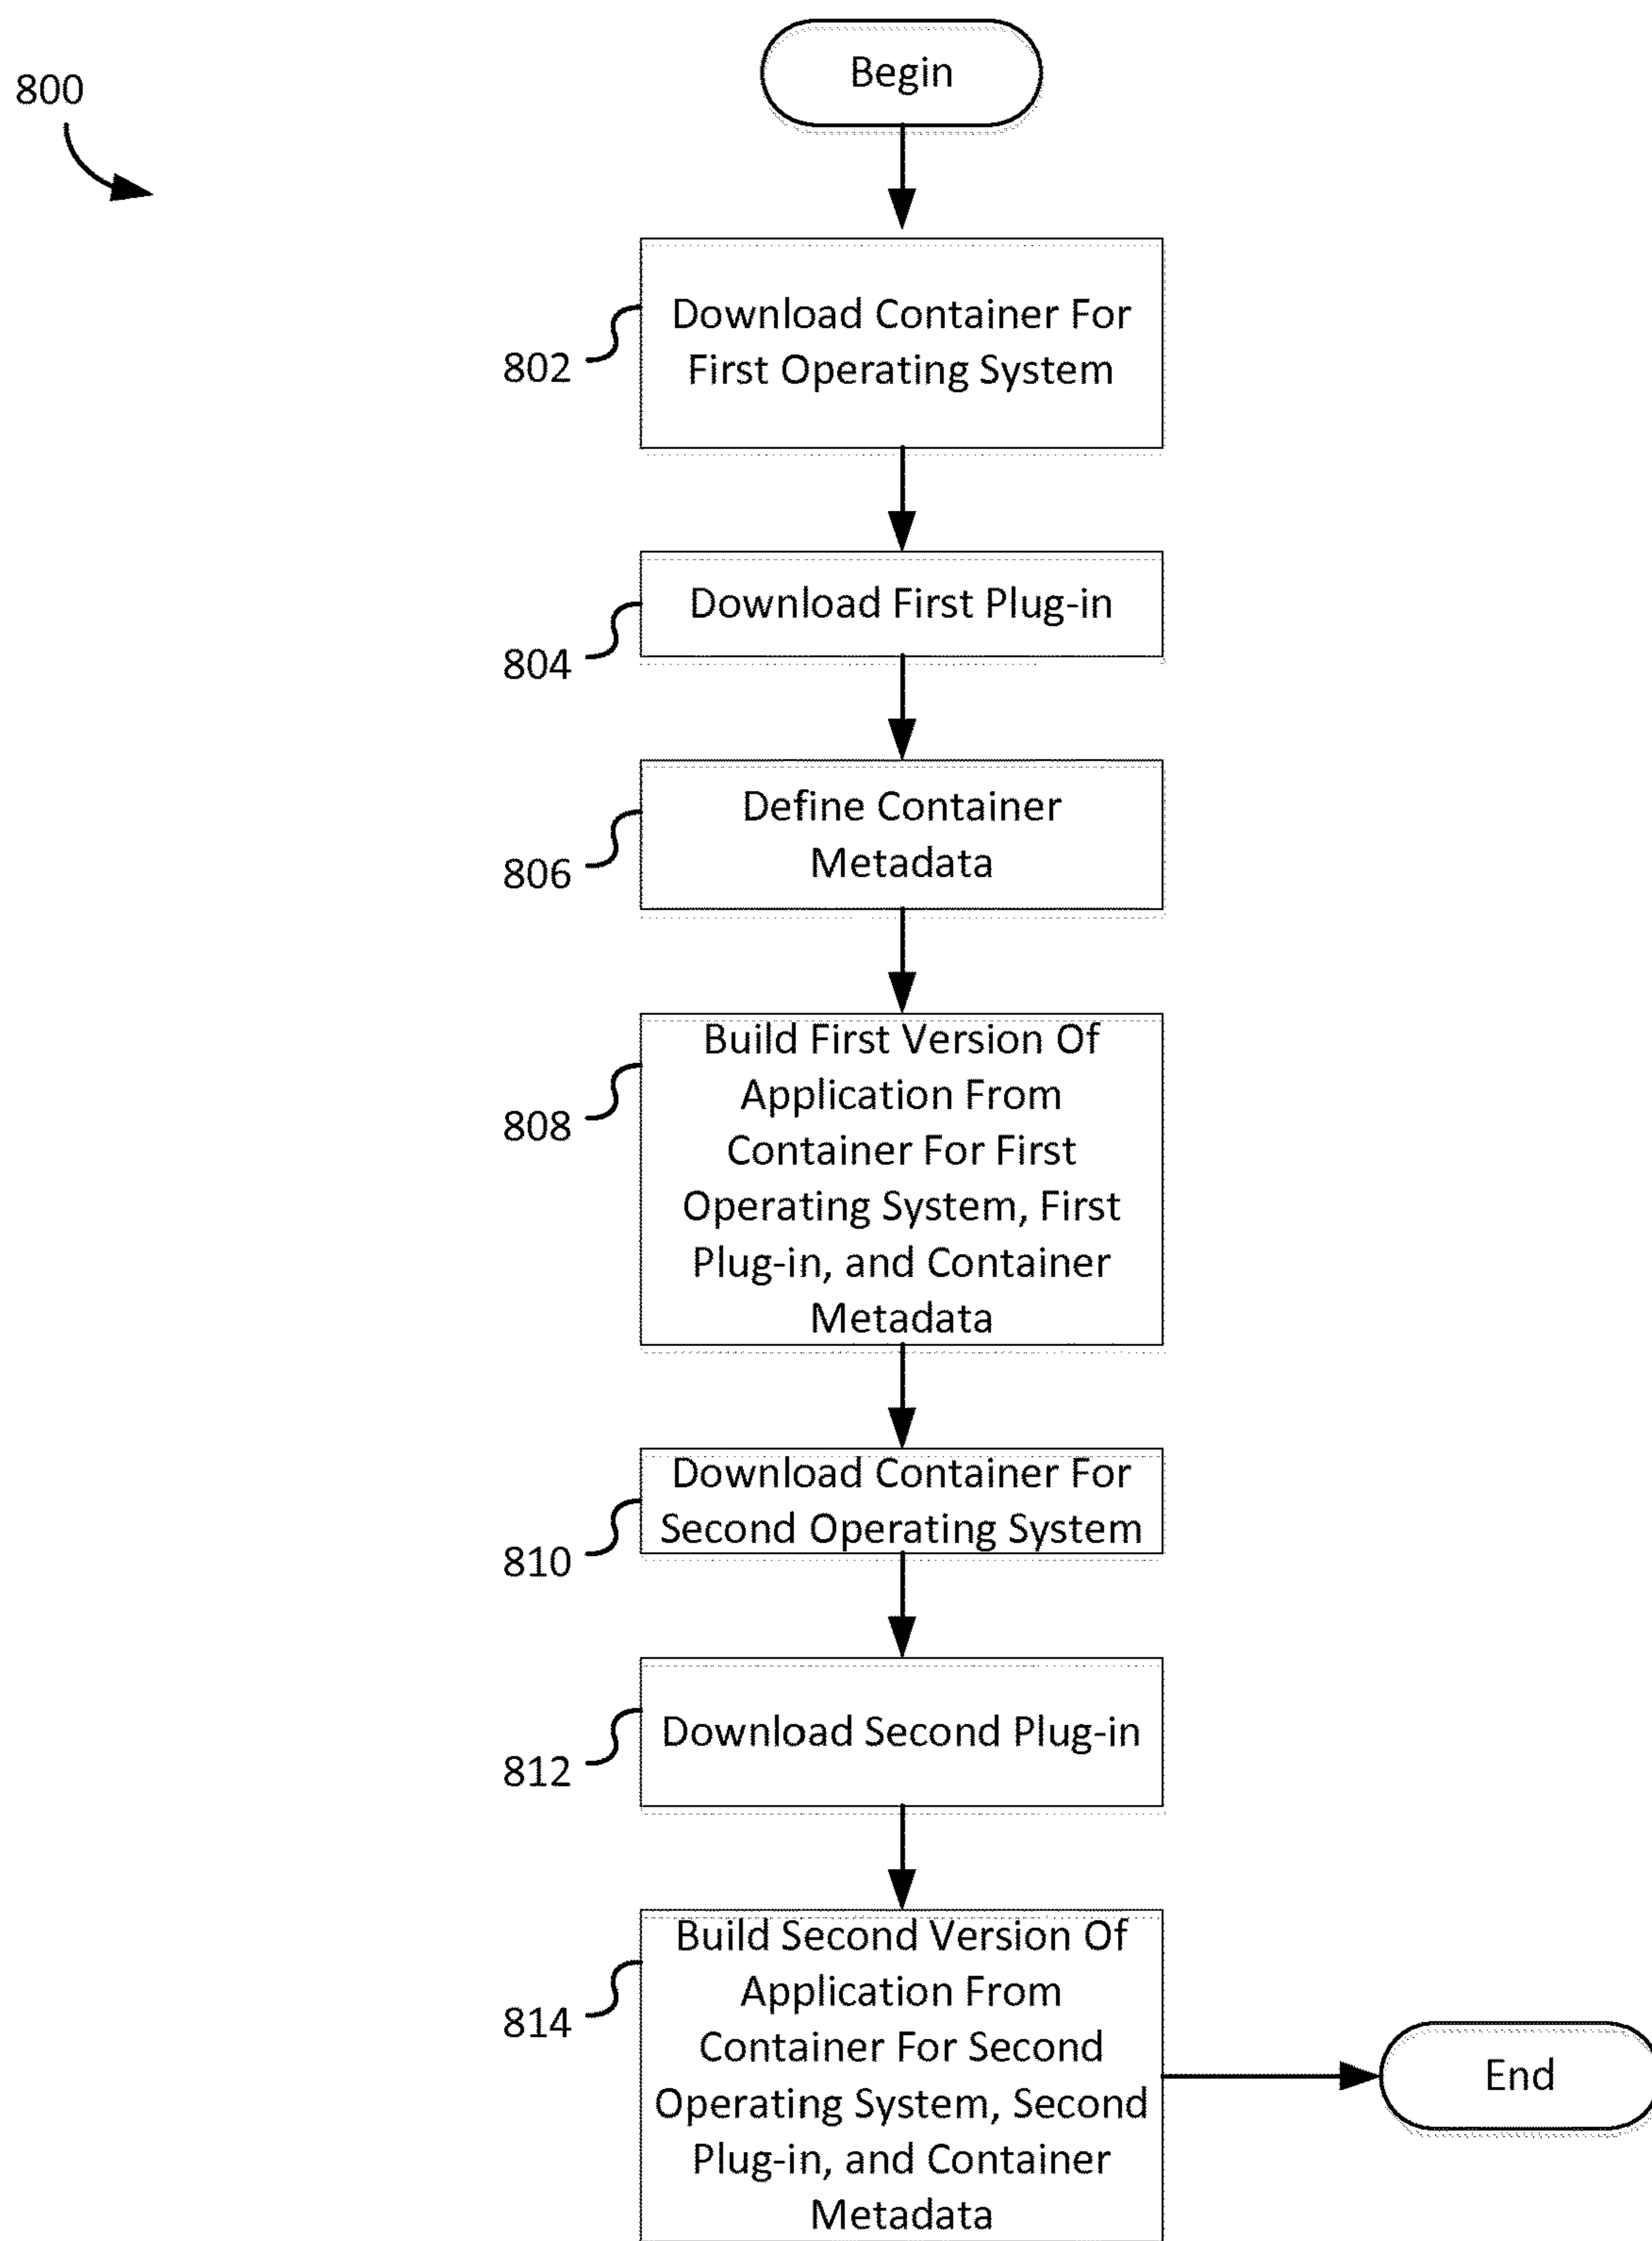 Begin
800
Download Container For
First Operating System
802
Download First Plug-in
804
Define Container
Metadata
806
Build First Version Of
Application From
Container For First
Operating System, First
Plug-in, and Container
Metadata
808
Download Container For
Second Operating System
810
Download Second Plug-in
812
Build Second Version Of
Application From
Container For Second
Operating System, Second
Plug-in, and Container
Metadata
814
End